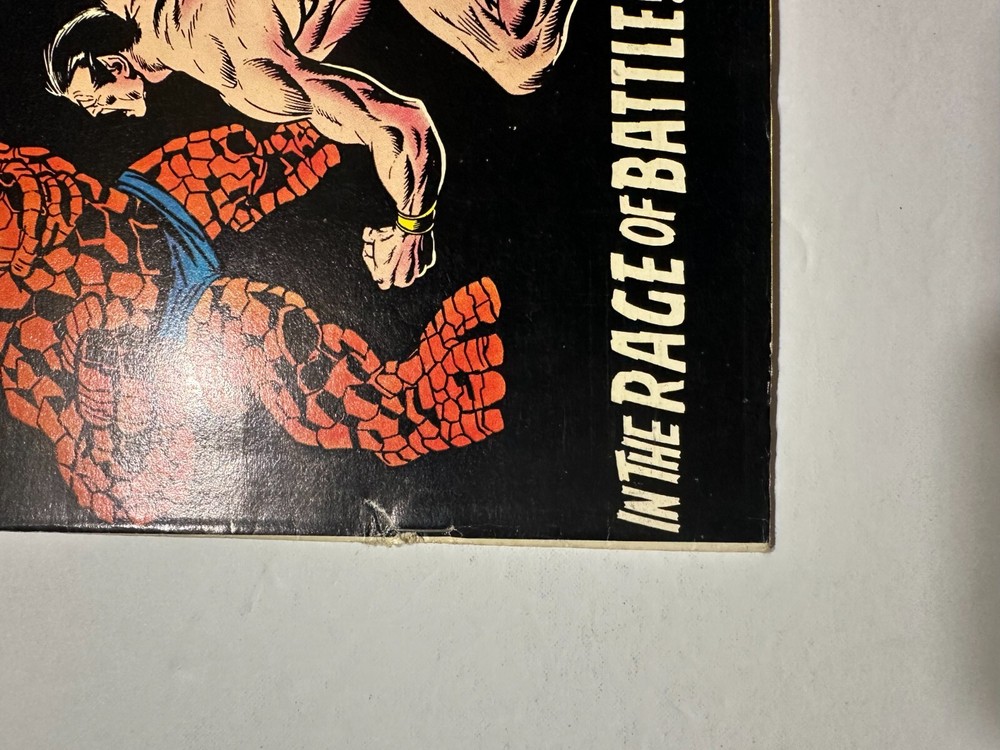 IN THE RAGE OF BATTLE!